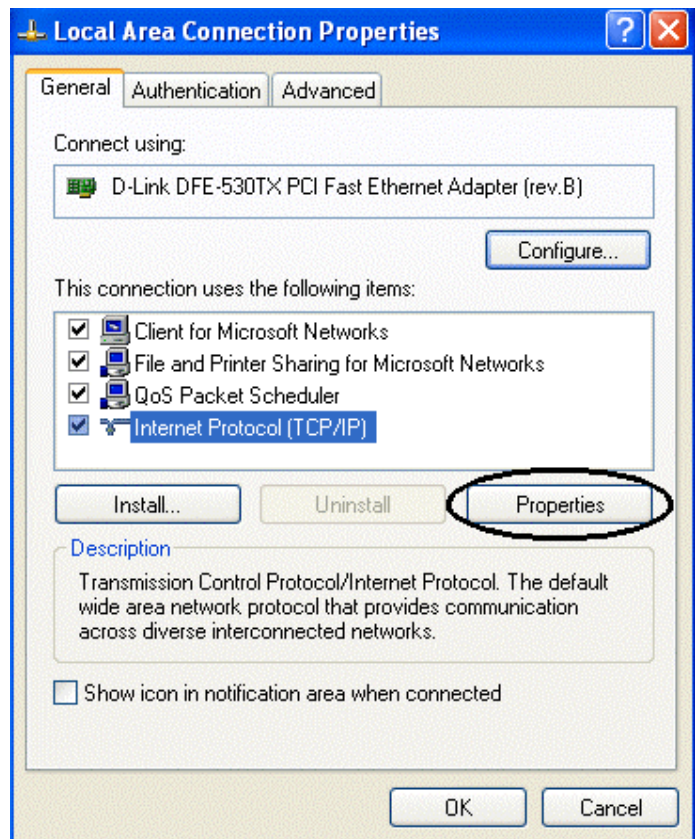 Local Area Connection Properties
?
X
General Authentication Advanced
Connect using:
D-Link DFE-530TX PCI Fast Ethernet Adapter (rev.B)
Configure...
This connection uses the following items:
Client for Microsoft Networks
File and Printer Sharing for Microsoft Networks
QoS Packet Scheduler
Internet Protocol (TCP/IP)
Install... Uninstall Properties
Description
Transmission Control Protocol/Internet Protocol. The default
wide area network protocol that provides communication
across diverse interconnected networks.
Show icon in notification area when connected
OK Cancel